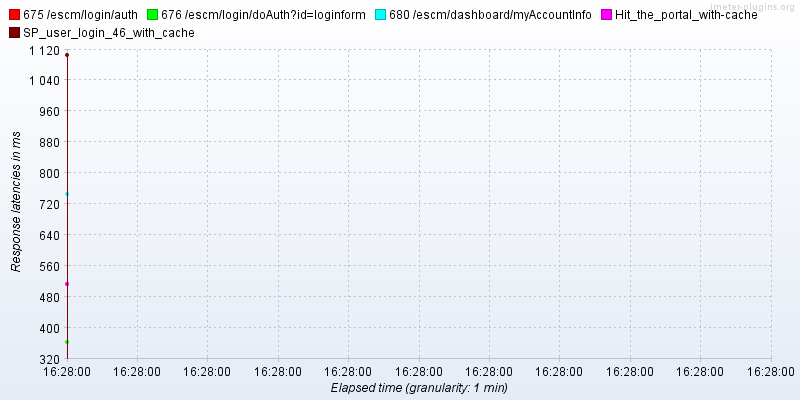 jmeter-plugins.org
675 /escm/login/auth 676 /escm/login/doAuth?id=loginform 680 /escm/dashboard/myAccountInfo Hit_the_portal_with-cache
SP_user_login_46_with_cache
1 120
1 040
960
880
800
720
640
560
480
400
320
Response latencies in ms
16:28:00 16:28:00 16:28:00 16:28:00 16:28:00 16:28:00 16:28:00 16:28:00 16:28:00 16:28:00 16:28:00
Elapsed time (granularity: 1 min)